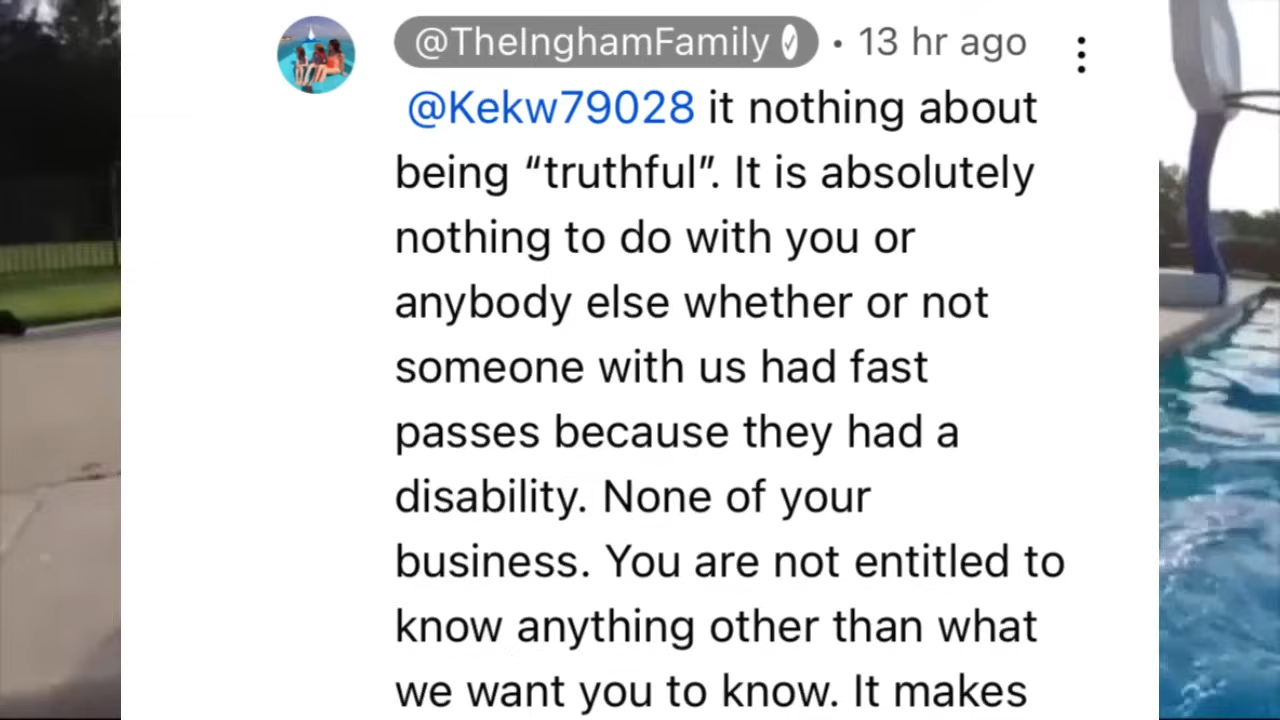 @TheInghamFamily • 13 hr ago
@Kekw79028 it nothing about
being “truthful”. It is absolutely
nothing to do with you or
anybody else whether or not
someone with us had fast
passes because they had a
disability. None of your
business. You are not entitled to
know anything other than what
we want you to know. It makes